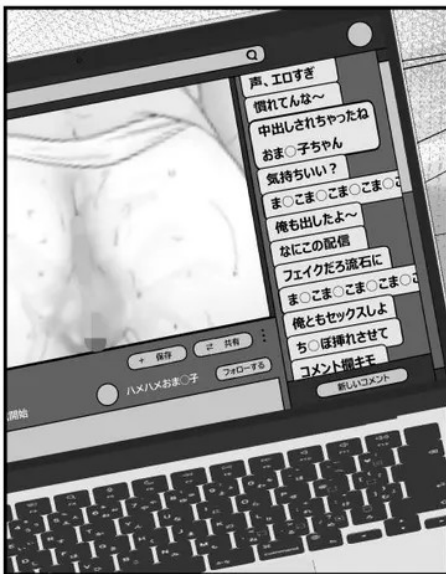 声、エロすぎ
慣れてんな〜
中出しされちゃったね
おま○子ちゃん
気持ちいい?
ま○こま○こま○こま○こ
俺も出したよ〜
なにこの配信
フェイクだろ流石に
ま○こま○こま○こま○こ
俺ともセックスしよ
ち○ぽ挿れさせて
コメント欄キモ
新しいコメント
+ 保存
共有
ハメハメおま○子
フォローする
開始